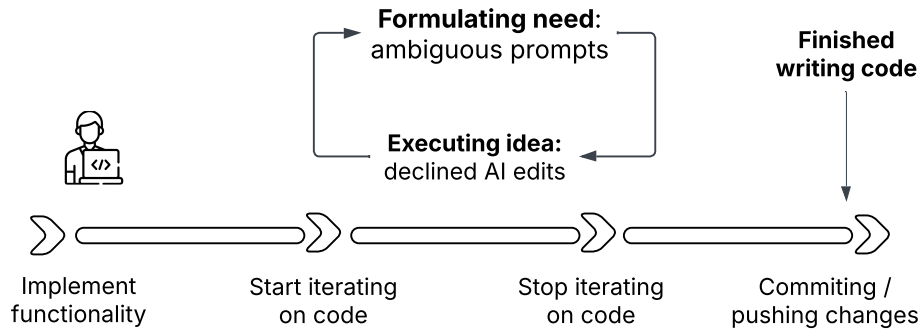 Formulating need:
ambiguous prompts
Finished
writing code
Executing idea:
declined AI edits
</>
Implement
functionality
Start iterating
on code
Stop iterating
on code
Commiting /
pushing changes